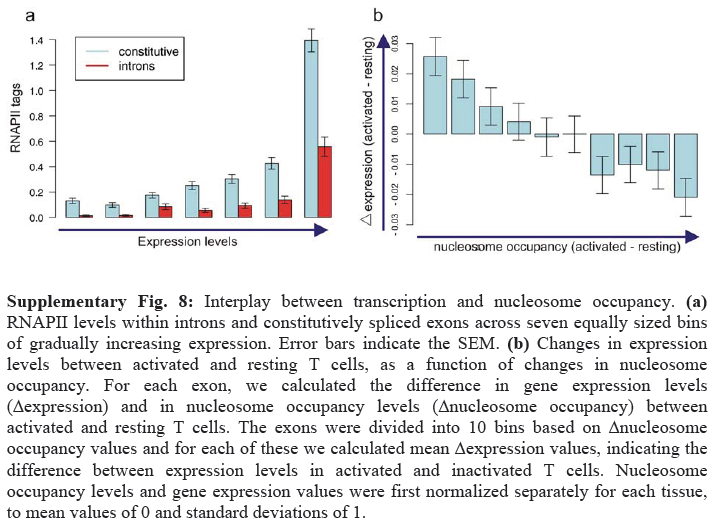 a
b
constitutive
introns
RNAPII tags
1.4
1.2
1.0
0.8
0.6
0.4
0.2
0.0
Expression levels
△ expression (activated - resting)
0.03
0.02
0.01
0.00
- 0.01
- 0.02
- 0.03
nucleosome occupancy (activated - resting)
Supplementary Fig. 8: Interplay between transcription and nucleosome occupancy. (a)
RNAPII levels within introns and constitutively spliced exons across seven equally sized bins
of gradually increasing expression. Error bars indicate the SEM. (b) Changes in expression
levels between activated and resting T cells, as a function of changes in nucleosome
occupancy. For each exon, we calculated the difference in gene expression levels
(Δexpression) and in nucleosome occupancy levels (Δnucleosome occupancy) between
activated and resting T cells. The exons were divided into 10 bins based on Δnucleosome
occupancy values and for each of these we calculated mean Δexpression values, indicating the
difference between expression levels in activated and inactivated T cells. Nucleosome
occupancy levels and gene expression values were first normalized separately for each tissue,
to mean values of 0 and standard deviations of 1.